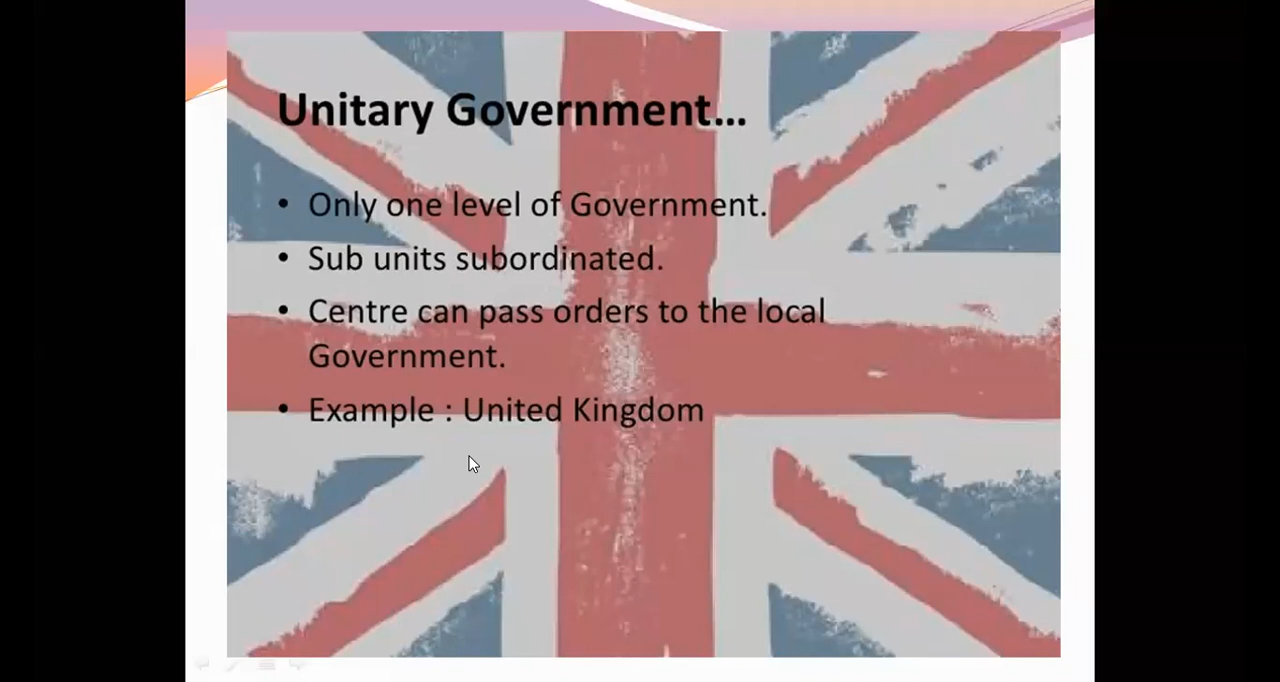 Unitary Government...
• Only one level of Government.
• Sub units subordinated.
• Centre can pass orders to the local
Government.
• Example : United Kingdom